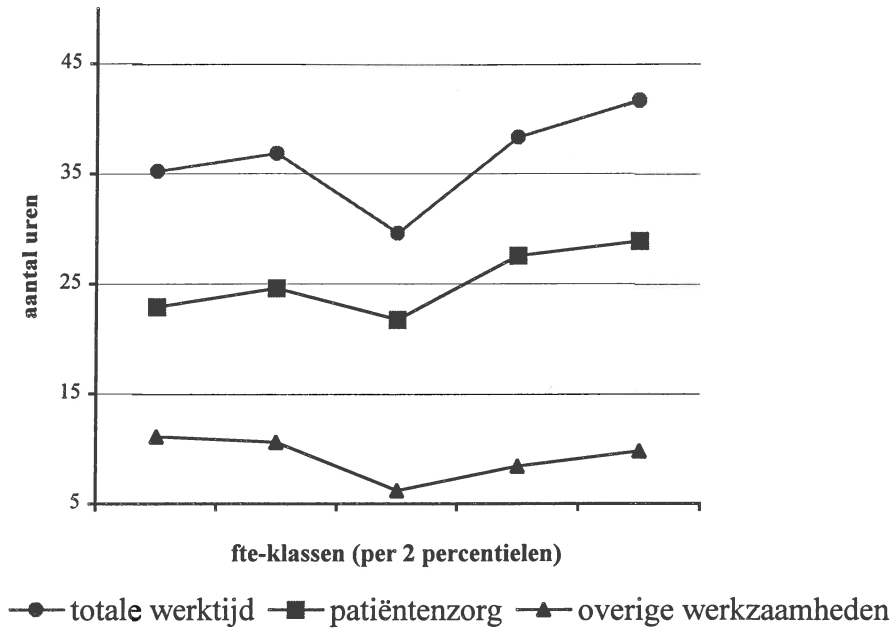 45
35
25
15
5
aantal uren
fte-klassen (per 2 percentielen)
totale werktijd patiëntenzorg overige werkzaamheden